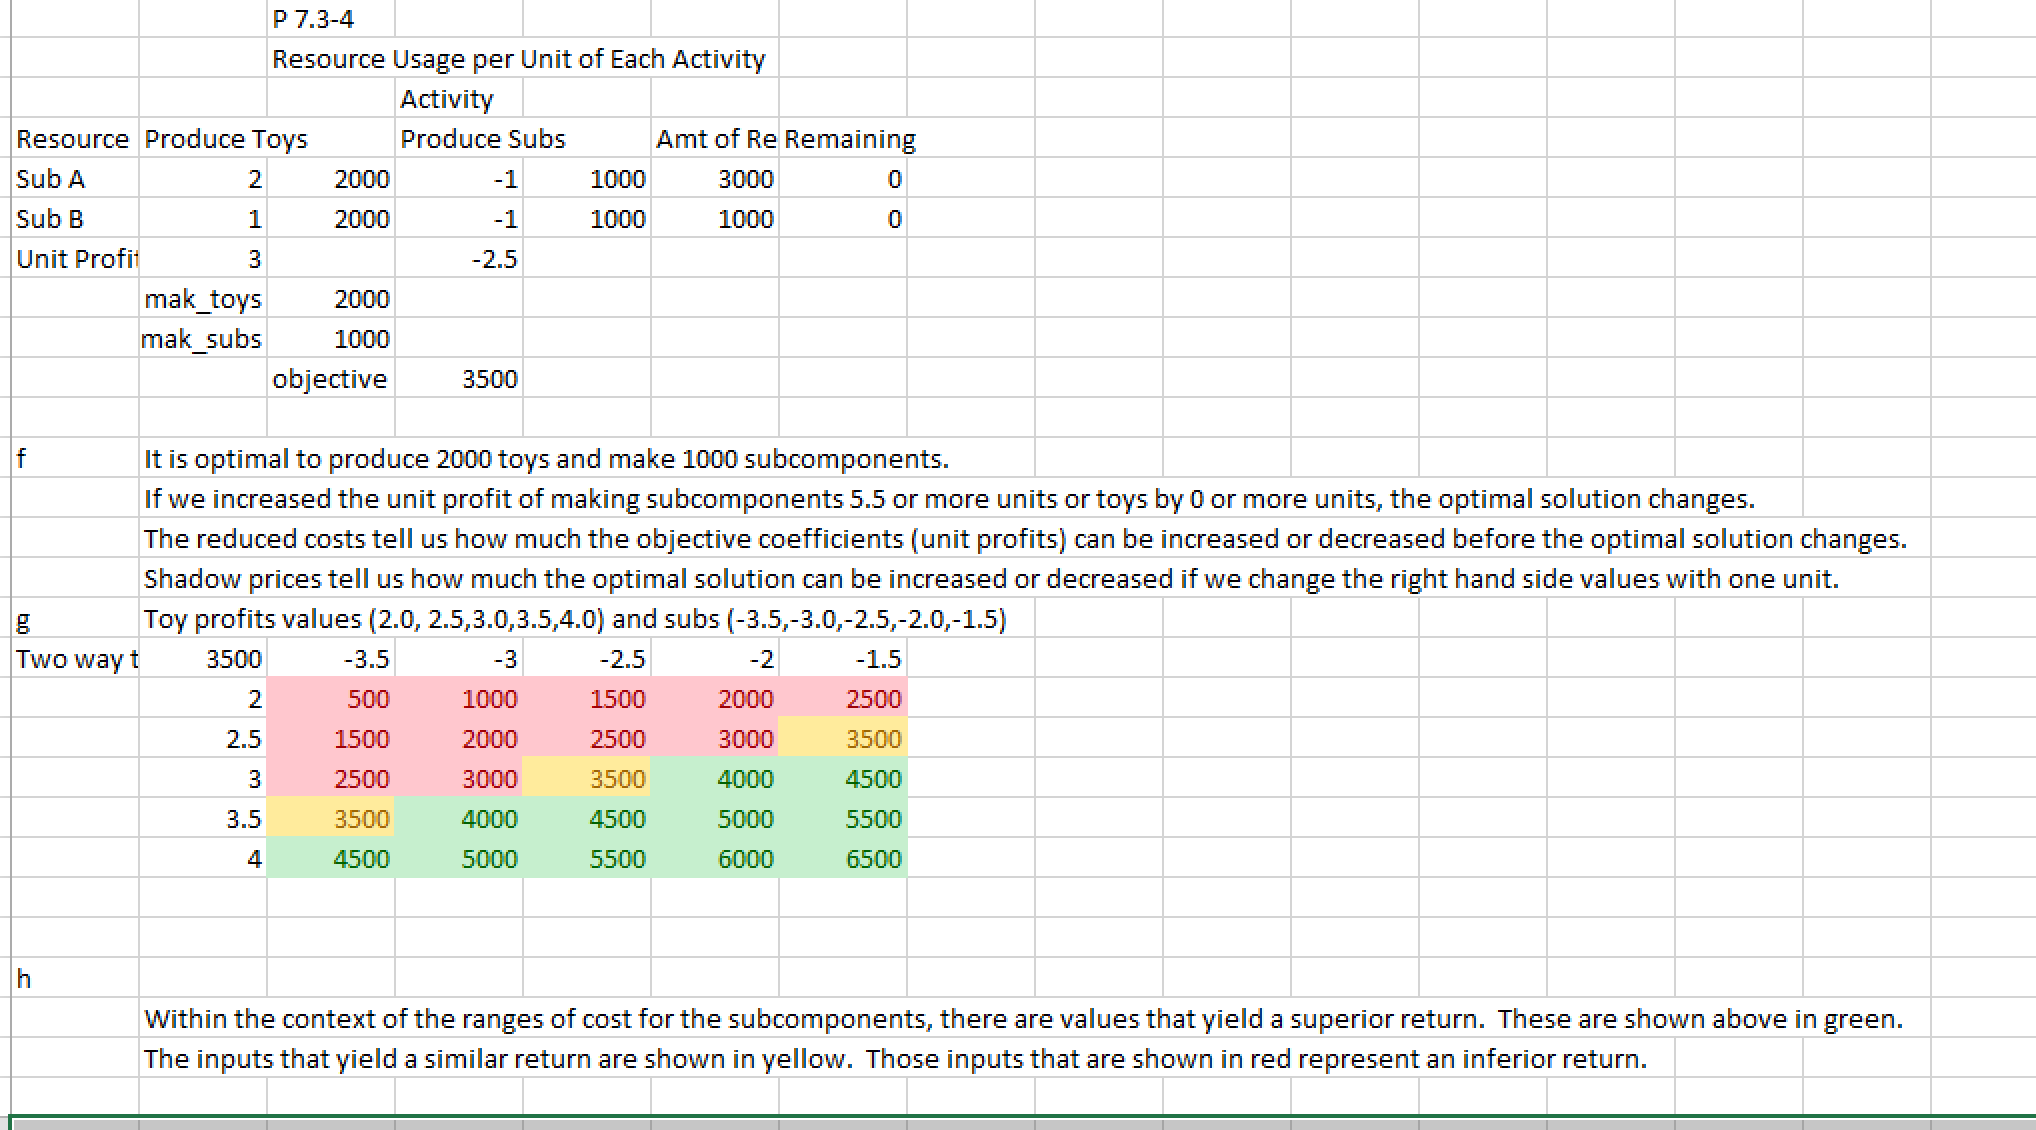 P 7.3-4
Resource Usage per Unit of Each Activity
Activity
Resource Produce Toys Produce Subs Amt of Re Remaining
Sub A 2 2000 -1 1000 3000 0
Sub B 1 2000 -1 1000 1000 0
Unit Profit 3 -2.5
mak_toys 2000
mak_subs 1000
objective 3500
f It is optimal to produce 2000 toys and make 1000 subcomponents.
If we increased the unit profit of making subcomponents 5.5 or more units or toys by 0 or more units, the optimal solution changes.
The reduced costs tell us how much the objective coefficients (unit profits) can be increased or decreased before the optimal solution changes.
Shadow prices tell us how much the optimal solution can be increased or decreased if we change the right hand side values with one unit.
g Toy profits values (2.0, 2.5,3.0,3.5,4.0) and subs (-3.5,-3.0,-2.5,-2.0,-1.5)
Two way t 3500 -3.5 -3 -2.5 -2 -1.5
2 500 1000 1500 2000 2500
2.5 1500 2000 2500 3000 3500
3 2500 3000 3500 4000 4500
3.5 3500 4000 4500 5000 5500
4 4500 5000 5500 6000 6500
h
Within the context of the ranges of cost for the subcomponents, there are values that yield a superior return.  These are shown above in green.
The inputs that yield a similar return are shown in yellow.  Those inputs that are shown in red represent an inferior return.